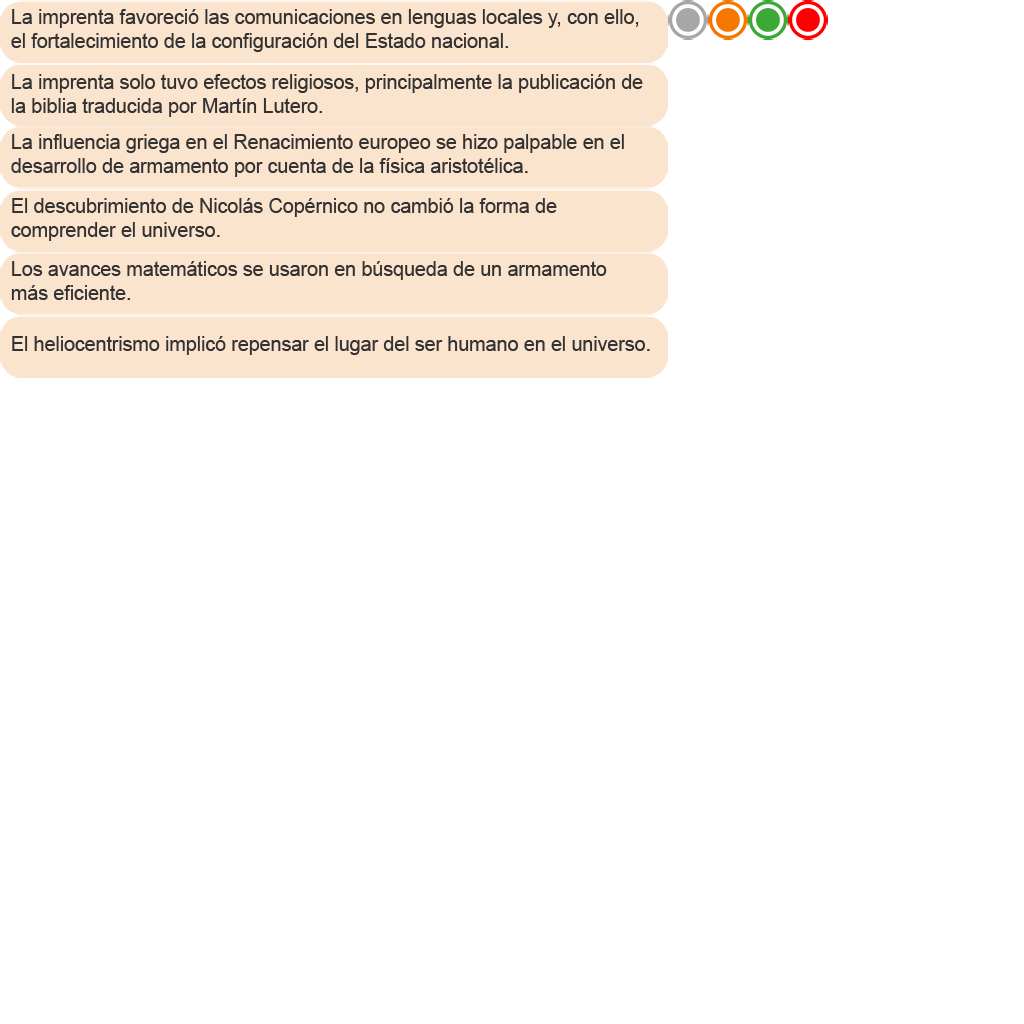 La imprenta favoreció las comunicaciones en lenguas locales y, con ello,
el fortalecimiento de la configuración del Estado nacional.
La imprenta solo tuvo efectos religiosos, principalmente la publicación de
la biblia traducida por Martín Lutero.
La influencia griega en el Renacimiento europeo se hizo palpable en el
desarrollo de armamento por cuenta de la física aristotélica.
El descubrimiento de Nicolás Copérnico no cambió la forma de
comprender el universo.
Los avances matemáticos se usaron en búsqueda de un armamento
más eficiente.
El heliocentrismo implicó repensar el lugar del ser humano en el universo.